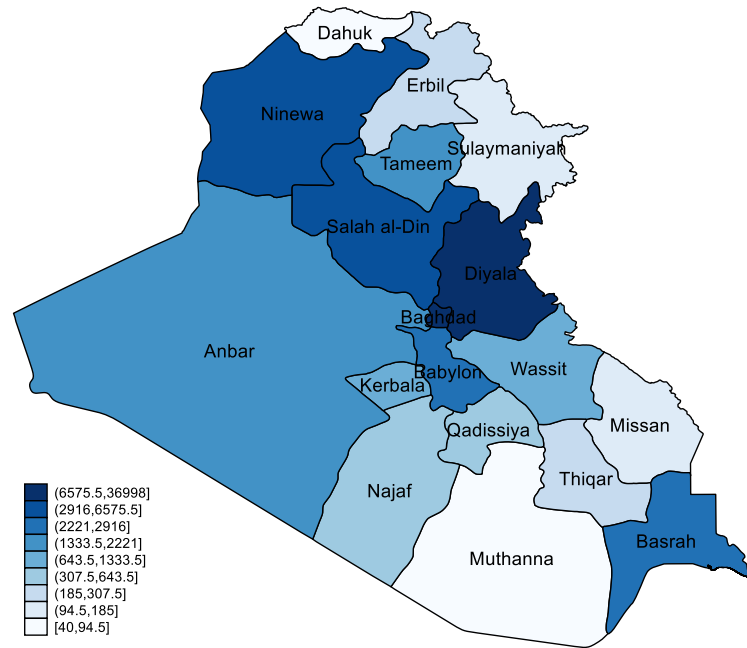 Dahuk
Erbil
Ninewa
Sulaymaniyah
Tameem
Salah al-Din
Diyala
Baghdad
Anbar
Babylon
Wassit
Kerbala
Missan
Qadissiya
Thiqar
Najaf
Basrah
Muthanna
(6575.5,36998]
(2916,6575.5]
(2221,2916]
(1333.5,2221]
(643.5,1333.5]
(307.5,643.5]
(185,307.5]
(94.5,185]
[40,94.5]